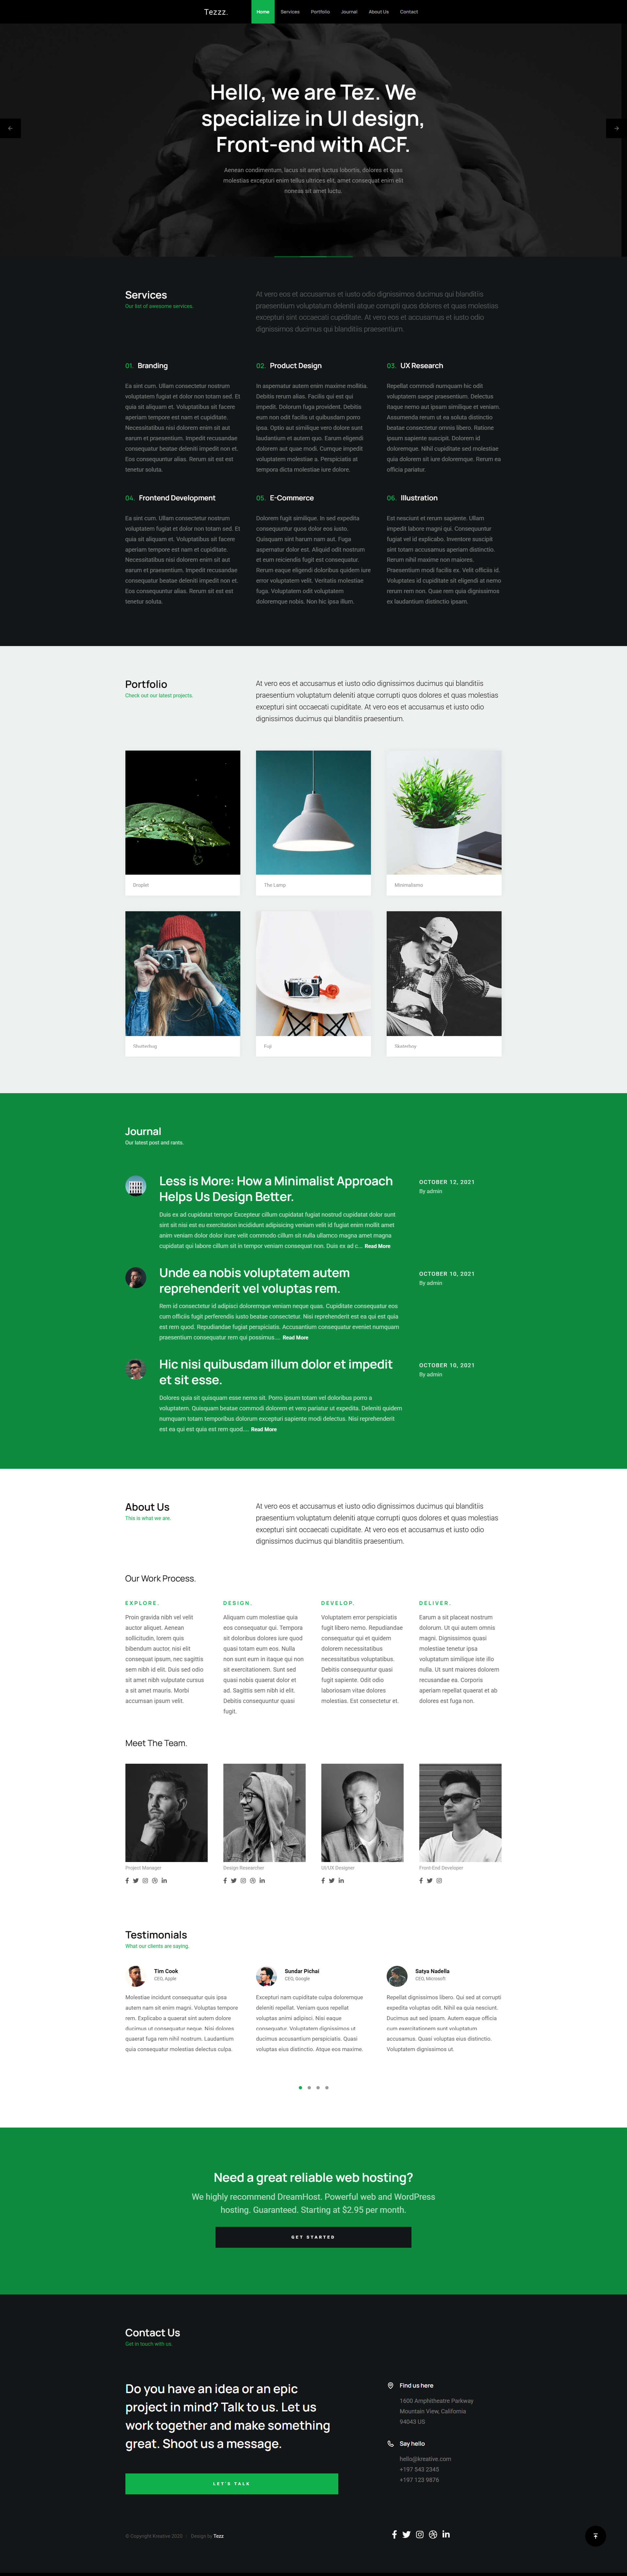 Tezzz.
Home Services Portfolio Journal About Us Contact
Hello, we are Tez. We
specialize in UI design,
Front-end with ACF.
Aenean condimentum, lacus sit amet luctus lobortis, dolores et quas
molestias excepturi enim tellus ultrices elit, amet consequat enim elit
noneas sit amet luctu.
Services
Our list of awesome services.
At vero eos et accusamus et iusto odio dignissimos ducimus qui blanditiis
praesentium voluptatum deleniti atque corrupti quos dolores et quas molestias
excepturi sint occaecati cupiditate. At vero eos et accusamus et iusto odio
dignissimos ducimus qui blanditiis praesentium.
01. Branding
Ea sint cum. Ullam consectetur nostrum
voluptatem fugiat et dolor non totam sed. Et
quia sit aliquam et. Voluptatibus sit facere
aperiam tempore est nam et cupiditate.
Necessitatibus nisi dolorem enim sit aut
earum et praesentium. Impedit recusandae
consequatur beatae deleniti impedit non et.
Eos consequuntur alias. Rerum sit est est
tenetur soluta.
02. Product Design
In aspernatur autem enim maxime mollitia.
Debitis rerum alias. Facilis qui est qui
impedit. Dolorum fuga provident. Debitis
eum non odit facilis ut quibusdam porro
ipsa. Optio aut similique vero dolore sunt
laudantium et autem quo. Earum eligendi
dolorem aut quae modi. Cumque impedit
voluptatem molestiae a. Perspiciatis at
tempora dicta molestiae iure dolore.
03. UX Research
Repellat commodi numquam hic odit
voluptatem saepe praesentium. Delectus
itaque nemo aut ipsam similique et veniam.
Assumenda rerum ut ea soluta distinctio
beatae consectetur omnis libero. Ratione
ipsum sapiente suscipit. Dolorem id
doloremque. Nihil cupiditate sed molestiae
quia dolorem sit iure doloremque. Rerum ea
officia pariatur.
04. Frontend Development
Ea sint cum. Ullam consectetur nostrum
voluptatem fugiat et dolor non totam sed. Et
quia sit aliquam et. Voluptatibus sit facere
aperiam tempore est nam et cupiditate.
Necessitatibus nisi dolorem enim sit aut
earum et praesentium. Impedit recusandae
consequatur beatae deleniti impedit non et.
Eos consequuntur alias. Rerum sit est est
tenetur soluta.
05. E-Commerce
Dolorem fugit similique. In sed expedita
consequuntur quos dolor eos iusto.
Quisquam sint harum nam aut. Fuga
aspernatur dolor est. Aliquid odit nostrum
et eum reiciendis fugit est consequatur.
Rerum eaque eligendi doloribus quidem iure
error voluptatem velit. Veritatis molestiae
fuga. Voluptatem odit voluptatem
doloremque nobis. Non hic ipsa illum.
06. Illustration
Est nesciunt et rerum sapiente. Ullam
impedit labore magni qui. Consequuntur
fugiat vel id explicabo. Inventore suscipit
sint totam accusamus aperiam distinctio.
Rerum nihil maxime non maiores.
Praesentium modi facilis ex. Velit officiis id.
Voluptates id cupiditate sit eligendi at nemo
rerum rem non. Quae rem quia dignissimos
ex laudantium distinctio ipsam.
Portfolio
Check out our latest projects.
At vero eos et accusamus et iusto odio dignissimos ducimus qui blanditiis
praesentium voluptatum deleniti atque corrupti quos dolores et quas molestias
excepturi sint occaecati cupiditate. At vero eos et accusamus et iusto odio
dignissimos ducimus qui blanditiis praesentium.
Droplet
The Lamp
Minimalismo
Shutterbug
Fuji
Skaterboy
Journal
Our latest post and rants.
Less is More: How a Minimalist Approach
Helps Us Design Better.
Duis ex ad cupidatat tempor Excepteur cillum cupidatat fugiat nostrud cupidatat dolor sunt
sint sit nisi est eu exercitation incididunt adipisicing veniam velit id fugiat enim mollit amet
anim veniam dolor dolor irure velit commodo cillum sit nulla ullamco magna amet magna
cupidatat qui labore cillum sit in tempor veniam consequat non. Duis ex ad c... Read More
OCTOBER 12, 2021
By admin
Unde ea nobis voluptatem autem
reprehenderit vel voluptas rem.
Rem id consectetur id adipisci doloremque veniam neque quas. Cupiditate consequatur eos
cum officiis fugit perferendis iusto beatae consectetur. Nisi reprehenderit est ea qui est quia
est rem quod. Repudiandae fugiat perspiciatis. Accusantium consequatur eveniet numquam
praesentium consequatur rem qui possimus.... Read More
OCTOBER 10, 2021
By admin
Hic nisi quibusdam illum dolor et impedit
et sit esse.
Dolores quia sit quisquam esse nemo sit. Porro ipsum totam vel doloribus porro a
voluptatem. Quisquam beatae commodi dolorem et vero pariatur ut expedita. Deleniti quidem
numquam totam temporibus dolorum excepturi sapiente modi delectus. Nisi reprehenderit
est ea qui est quia est rem quod.... Read More
OCTOBER 10, 2021
By admin
About Us
This is what we are.
At vero eos et accusamus et iusto odio dignissimos ducimus qui blanditiis
praesentium voluptatum deleniti atque corrupti quos dolores et quas molestias
excepturi sint occaecati cupiditate. At vero eos et accusamus et iusto odio
dignissimos ducimus qui blanditiis praesentium.
Our Work Process.
EXPLORE.
Proin gravida nibh vel velit
auctor aliquet. Aenean
sollicitudin, lorem quis
bibendum auctor, nisi elit
consequat ipsum, nec sagittis
sem nibh id elit. Duis sed odio
sit amet nibh vulputate cursus
a sit amet mauris. Morbi
accumsan ipsum velit.
DESIGN.
Aliquam cum molestiae quia
eos consequatur qui. Tempora
sit doloribus dolores iure quod
quasi totam eum eos. Nulla
non sunt eum in itaque qui non
sit exercitationem. Sunt sed
quasi nobis quaerat dolor et
ad. Sagittis sem nibh id elit.
Debitis consequuntur quasi
fugit.
DEVELOP.
Voluptatem error perspiciatis
fugit libero nemo. Repudiandae
consequatur qui et quidem
dolorem necessitatibus
necessitatibus voluptatibus.
Debitis consequuntur quasi
fugit sapiente. Odit odio
laboriosam vitae dolores
molestias. Est consectetur et.
DELIVER.
Earum a sit placeat nostrum
dolorum. Ut qui autem omnis
magni. Dignissimos quasi
molestiae tenetur ipsa
voluptatum similique iste illo
nulla. Ut sunt maiores dolorem
recusandae ea. Corporis
aperiam repellat quaerat et ab
dolores est fuga non.
Meet The Team.
Project Manager
Design Researcher
UI/UX Designer
Front-End Developer
Testimonials
What our clients are saying.
Tim Cook
CEO, Apple
Molestiae incidunt consequatur quis ipsa
autem nam sit enim magni. Voluptas tempore
rem. Explicabo a quaerat sint autem dolore
ducimus ut consequatur neque. Nisi dolores
quaerat fuga rem nihil nostrum. Laudantium
quia consequatur molestias delectus culpa.
Sundar Pichai
CEO, Google
Excepturi nam cupiditate culpa doloremque
deleniti repellat. Veniam quos repellat
voluptas animi adipisci. Nisi eaque
consequatur. Voluptatem dignissimos ut
ducimus accusantium perspiciatis. Quasi
voluptas eius distinctio. Atque eos maxime.
Satya Nadella
CEO, Microsoft
Repellat dignissimos libero. Qui sed at corrupti
expedita voluptas odit. Nihil ea quia nesciunt.
Ducimus aut sed ipsam. Autem eaque officia
cum exercitationem sunt voluptatum
accusamus. Quasi voluptas eius distinctio.
Voluptatem dignissimos ut.
Need a great reliable web hosting?
We highly recommend DreamHost. Powerful web and WordPress
hosting. Guaranteed. Starting at $2.95 per month.
GET STARTED
Contact Us
Get in touch with us.
Do you have an idea or an epic
project in mind? Talk to us. Let us
work together and make something
great. Shoot us a message.
LET'S TALK
Find us here
1600 Amphitheatre Parkway
Mountain View, California
94043 US
Say hello
hello@kreative.com
+197 543 2345
+197 123 9876
© Copyright Kreativa 2023 Design by Tezz